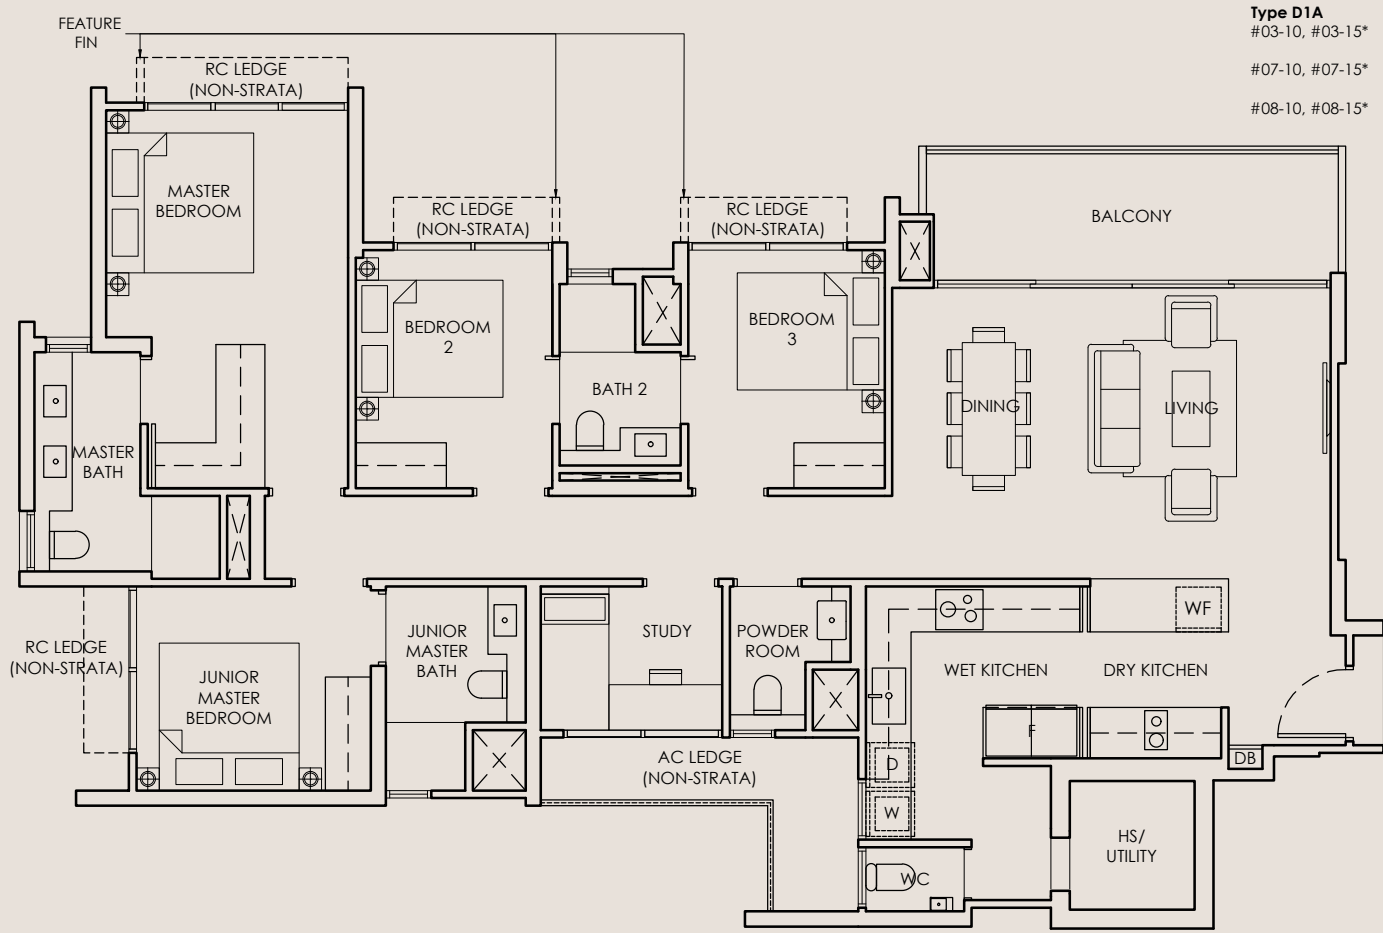 Type D1A
#03-10, #03-15*
#07-10, #07-15*
#08-10, #08-15*
FEATURE
FIN
RC LEDGE
(NON-STRATA)
MASTER
BEDROOM
RC LEDGE
(NON-STRATA)
RC LEDGE
(NON-STRATA)
BALCONY
BEDROOM
2
BEDROOM
3
BATH 2
DINING
LIVING
MASTER
BATH
RC LEDGE
(NON-STRATA)
JUNIOR
MASTER
BEDROOM
JUNIOR
MASTER
BATH
STUDY
POWDER
ROOM
WF
WET KITCHEN
DRY KITCHEN
F
AC LEDGE
(NON-STRATA)
D
DB
W
HS/
UTILITY
WC